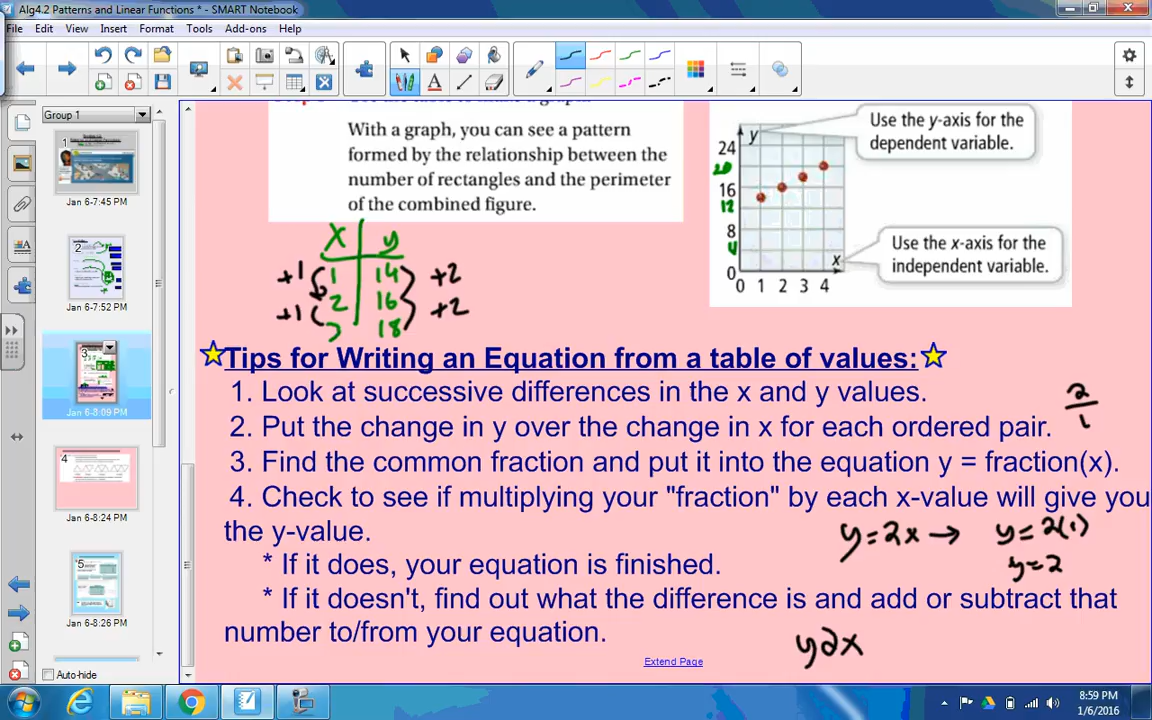 Alg4.2 Patterns and Linear Functions * - SMART Notebook
File Edit View Insert Format Tools Add-ons Help
Group 1
1
Jan 6-7:45 PM
2
Jan 6-7:52 PM
3
Jan 6-8:09 PM
4
Jan 6-8:24 PM
5
Jan 6-8:26 PM
Auto-hide
With a graph, you can see a pattern
formed by the relationship between the
number of rectangles and the perimeter
of the combined figure.
24 y
20
16
12
8
4
0 x
0 1 2 3 4
Use the y-axis for the
dependent variable.
Use the x-axis for the
independent variable.
x y
+1 1 14 +2
2 16
+1 3 18 +2
Tips for Writing an Equation from a table of values:
1. Look at successive differences in the x and y values.
2. Put the change in y over the change in x for each ordered pair.
2
1
3. Find the common fraction and put it into the equation y = fraction(x).
4. Check to see if multiplying your "fraction" by each x-value will give you
the y-value.
y=2x → y=2(1)
y=2
* If it does, your equation is finished.
* If it doesn't, find out what the difference is and add or subtract that
number to/from your equation.
y2x
Extend Page
8:59 PM
1/6/2016